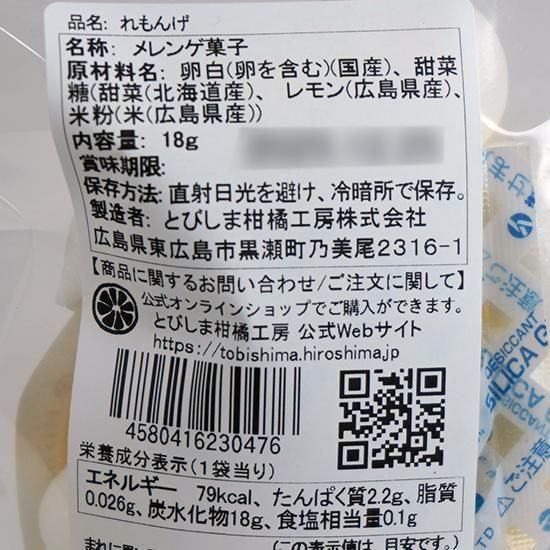 品名: れもんげ
名称: メレンゲ菓子
原材料名: 卵白(卵を含む)(国産)、甜菜
糖(甜菜(北海道産)、 レモン(広島県産)、
米粉(米(広島県産))
内容量: 18g
賞味期限:
保存方法: 直射日光を避け、冷暗所で保存。
製造者: とびしま柑橘工房株式会社
広島県東広島市黒瀬町乃美尾2316-1
【商品に関するお問い合わせ/ご注文に関して】
公式オンラインショップでご購入ができます。
とびしま柑橘工房 公式Webサイト
https://tobishima.hiroshima.jp
4580416230476
栄養成分表示(1袋当り)
エネルギー 79kcal、たんぱく質2.2g、脂質
0.026g、炭水化物18g、食塩相当量0.1g
(この表示値は、目安です。)
DESICCANT
SILICA
ご注意